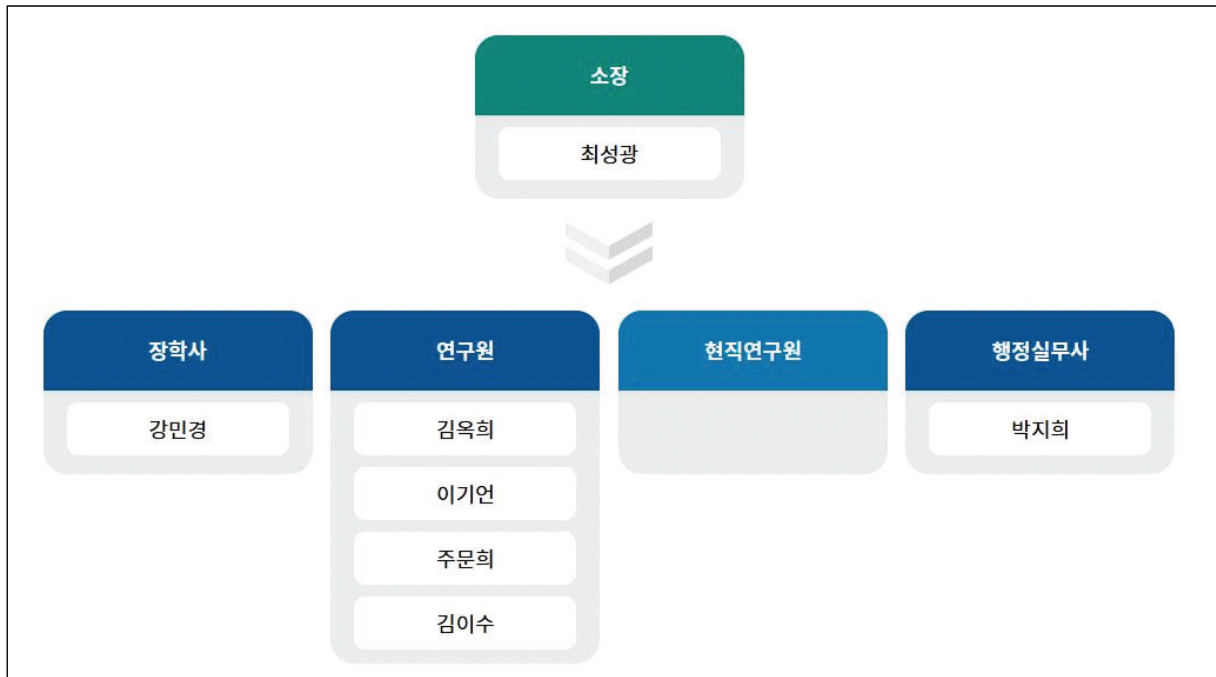 소장
최성광
장학사
연구원
현직연구원
행정실무사
강민경
김옥희
박지희
이기언
주문희
김이수